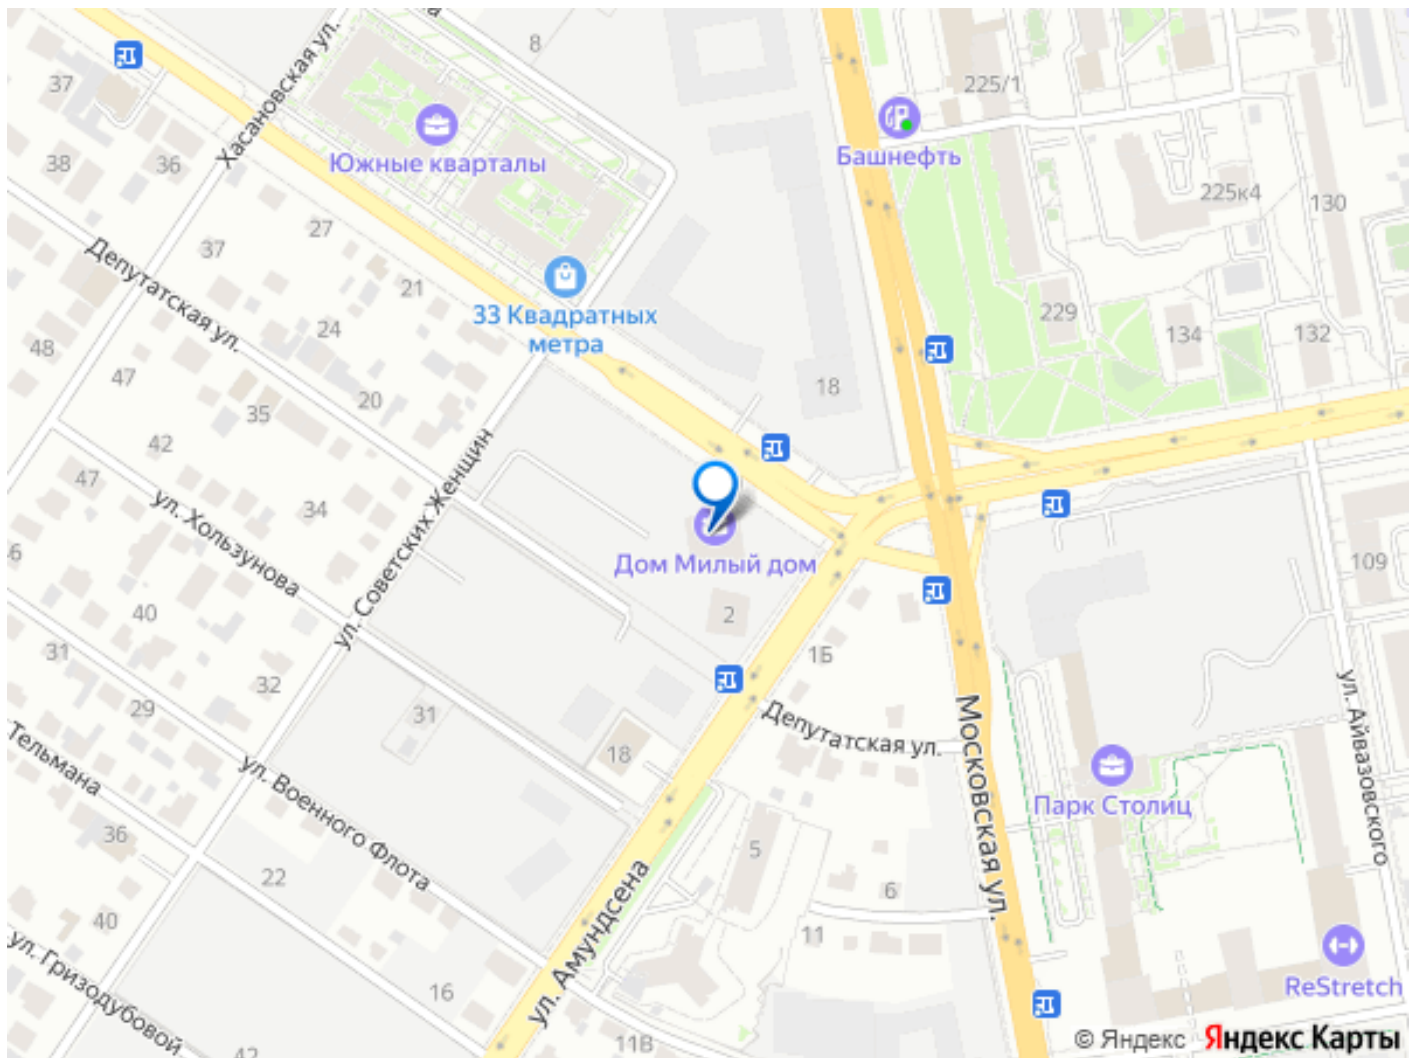 8
37
Хасановская ул.
225/1
Башнефть
Южные кварталы
38
36
225к4
130
27
37
Депутатская ул.
21
33 Квадратных
метра
24
229
134
132
48
47
20
18
35
42
47
ул. Хользунова
34
ул. Советских Женщин
Дом Милый дом
109
40
2
31
32
1Б
29
31
Депутатская ул.
Московская ул.
ул. Айвазовского
Тельмана
ул. Военного Флота
18
Парк Столиц
36
5
22
6
ул. Амундсена
40
11
ул. Гризодубовой
16
ReStretch
11В
42
© Яндекс Яндекс Карты